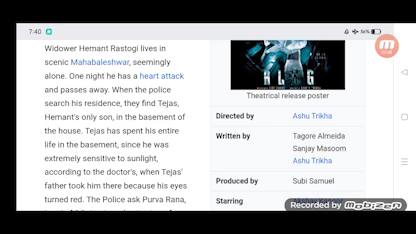 7:40
56%
Widower Hemant Rastogi lives in
scenic Mahabaleshwar, seemingly
alone. One night he has a heart attack
and passes away. When the police
search his residence, they find Tejas,
Hemant's only son, in the basement of
the house. Tejas has spent his entire
life in the basement, since he was
extremely sensitive to sunlight,
according to the doctor's, when Tejas'
father took him there because his eyes
turned red. The Police ask Purva Rana,
Theatrical release poster
Directed by Ashu Trikha
Written by Tagore Almeida
Sanjay Masoom
Ashu Trikha
Produced by Subi Samuel
Starring
Recorded by MOBIZEN